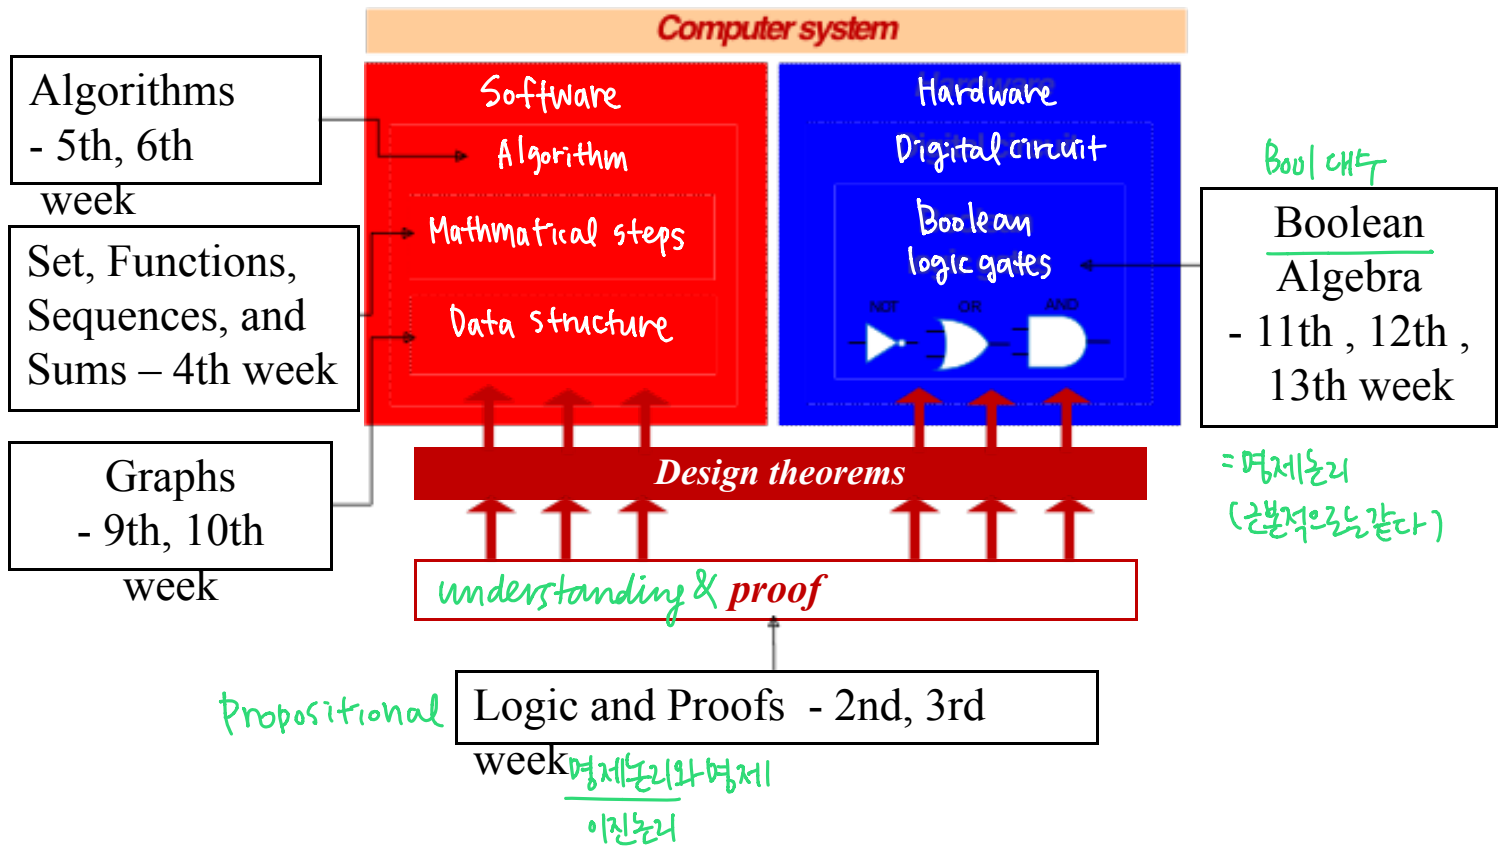 Computer system
Algorithms
- 5th, 6th
week
Set, Functions,
Sequences, and
Sums – 4th week
Graphs
- 9th, 10th
week
Software
Algorithm
Mathmatical steps
Data structure
Hardware
Digital circuit
Boolean
logic gates
NOT OR AND
Bool 대수
Boolean
Algebra
- 11th , 12th ,
13th week
= 명제논리
(근본적으로는 같다)
Design theorems
understanding & proof
Propositional
Logic and Proofs - 2nd, 3rd
week
명제논리와 명제
이진논리